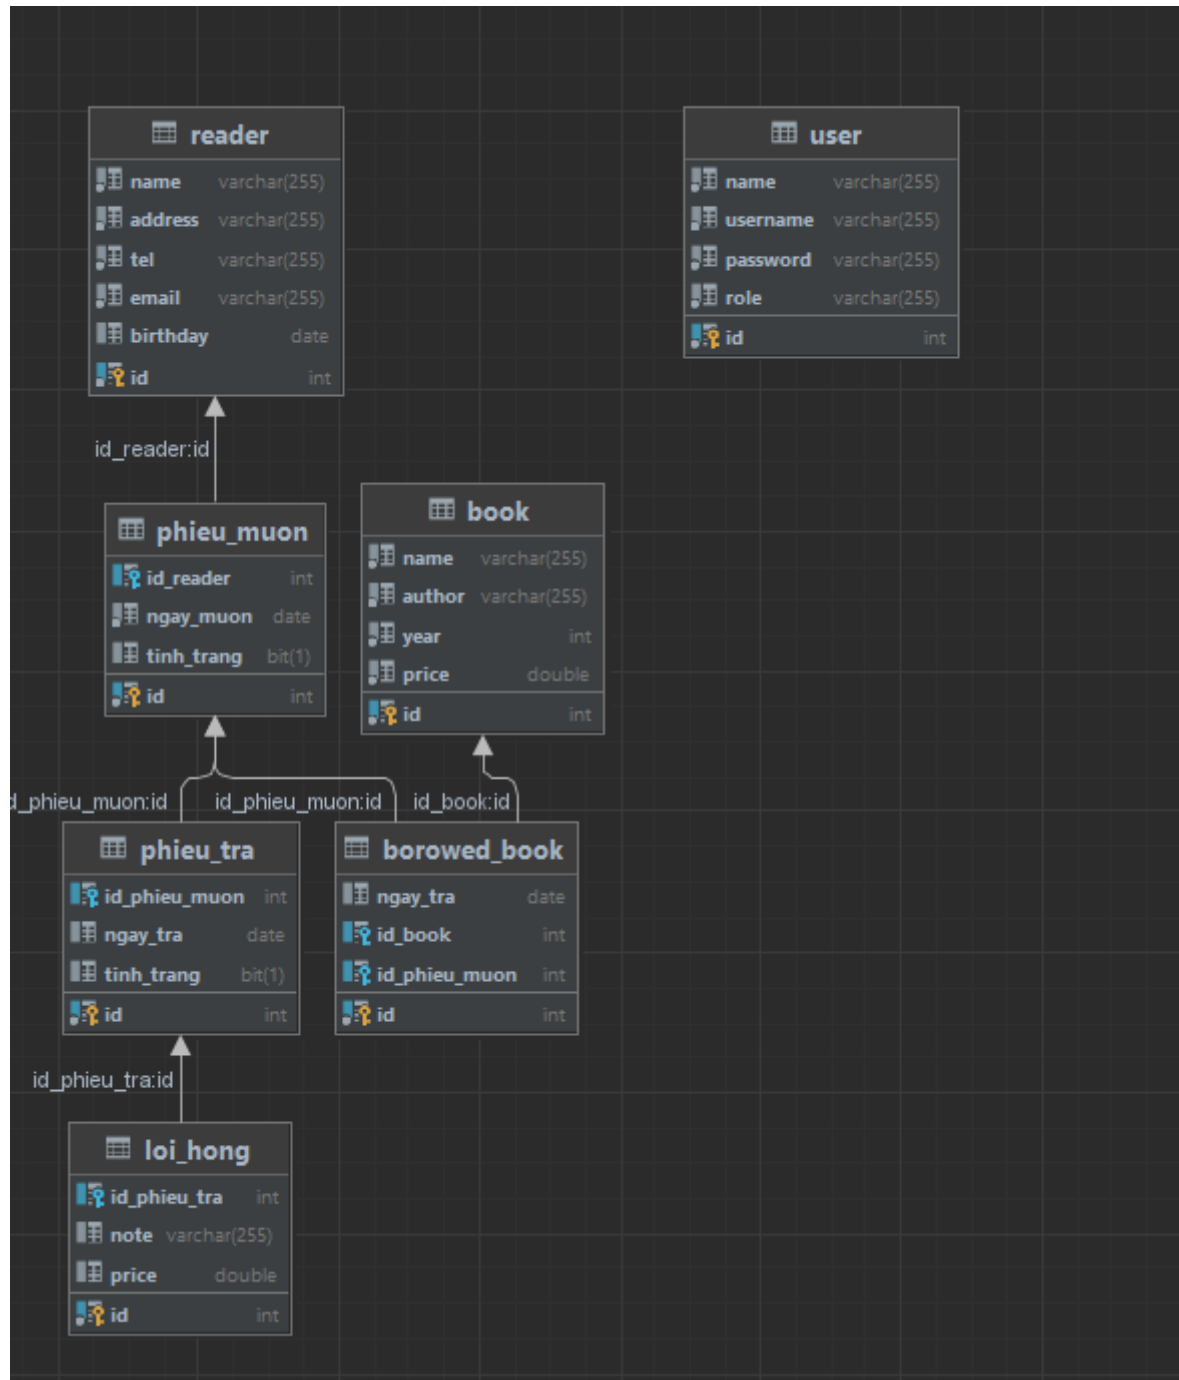 reader
name varchar(255)
address varchar(255)
tel varchar(255)
email varchar(255)
birthday date
id int
user
name varchar(255)
username varchar(255)
password varchar(255)
role varchar(255)
id int
id_reader:id
phieu_muon
id_reader int
ngay_muon date
tinh_trang bit(1)
id int
book
name varchar(255)
author varchar(255)
year int
price double
id int
d_phieu_muon:id
id_phieu_muon:id
id_book:id
phieu_tra
id_phieu_muon int
ngay_tra date
tinh_trang bit(1)
id int
borowed_book
ngay_tra date
id_book int
id_phieu_muon int
id int
id_phieu_tra:id
loi_hong
id_phieu_tra int
note varchar(255)
price double
id int